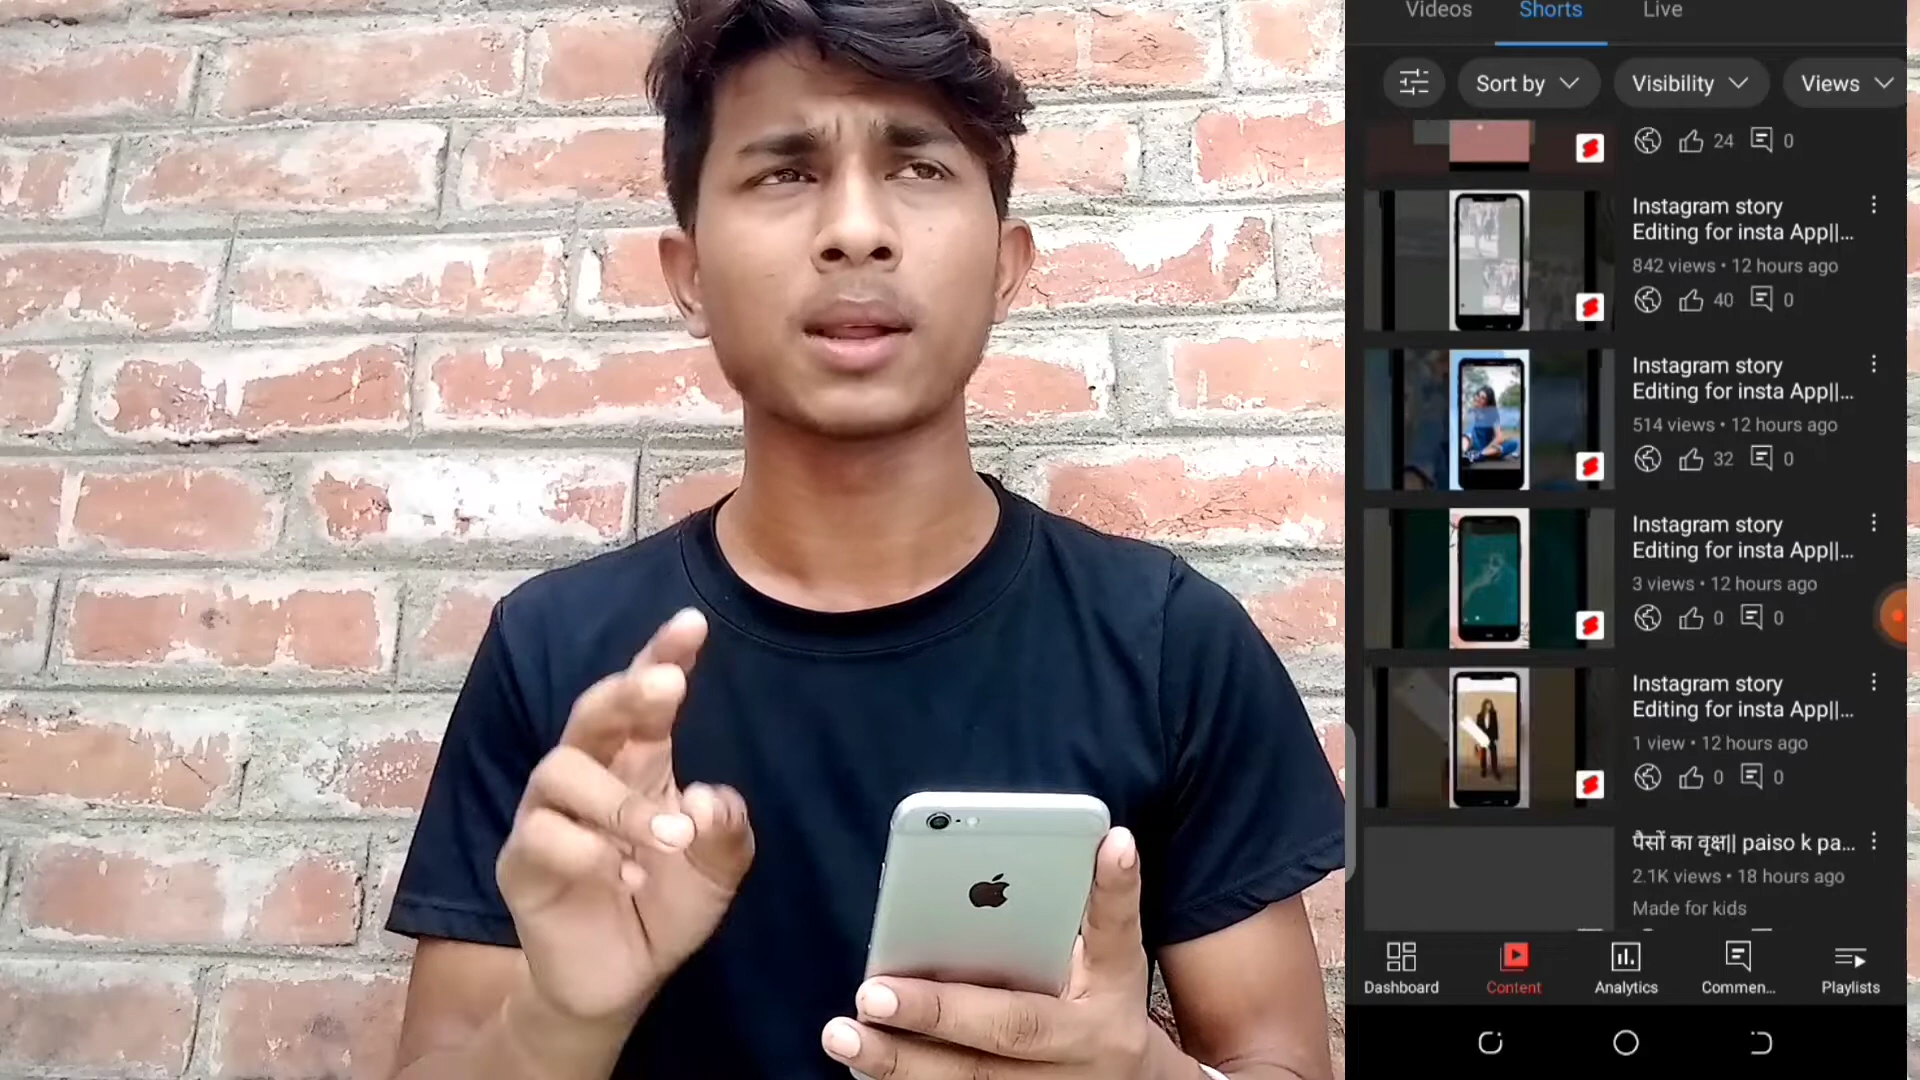 Videos Shorts Live
Sort by Visibility Views
24 0
Instagram story
Editing for insta App||...
842 views • 12 hours ago
40 0
Instagram story
Editing for insta App||...
514 views • 12 hours ago
32 0
Instagram story
Editing for insta App||...
3 views • 12 hours ago
0 0
Instagram story
Editing for insta App||...
1 view • 12 hours ago
0 0
पैसों का वृक्ष|| paiso k pa...
2.1K views • 18 hours ago
Made for kids
Dashboard Content Analytics Commen... Playlists